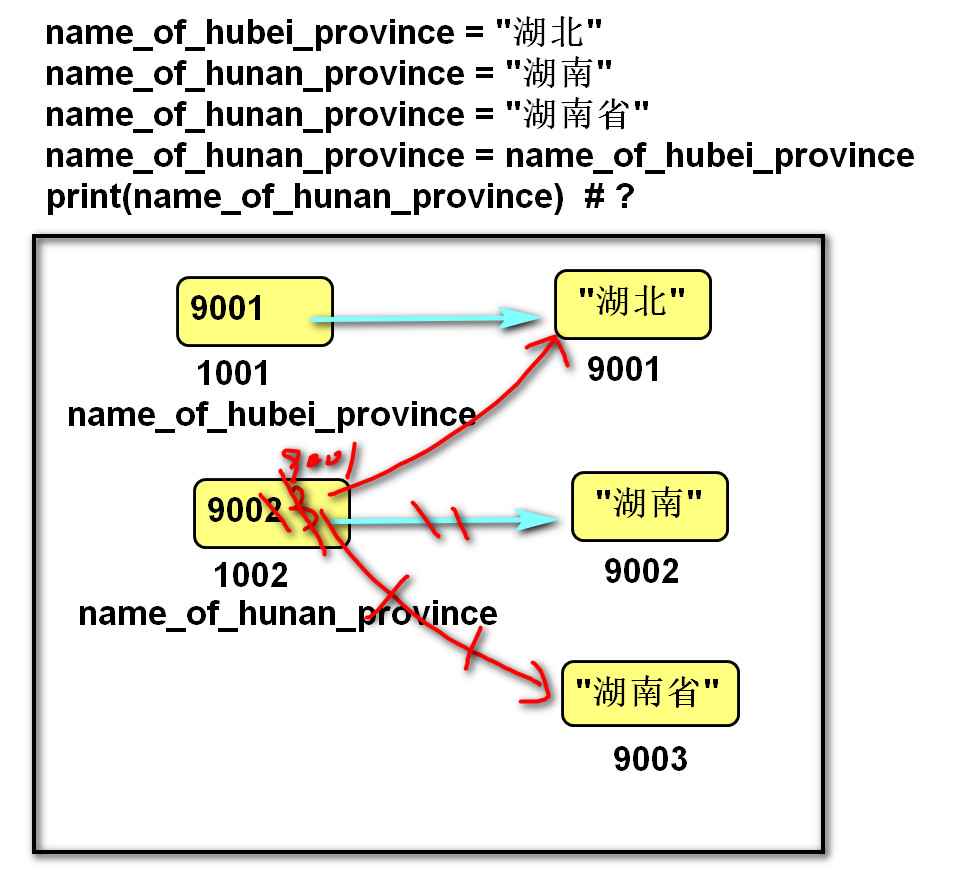 name_of_hubei_province = "湖北"
name_of_hunan_province = "湖南"
name_of_hunan_province = "湖南省"
name_of_hunan_province = name_of_hubei_province
print(name_of_hunan_province)  # ?
9001
"湖北"
1001
9001
name_of_hubei_province
9001
9002
3
"湖南"
1002
9002
name_of_hunan_province
"湖南省"
9003